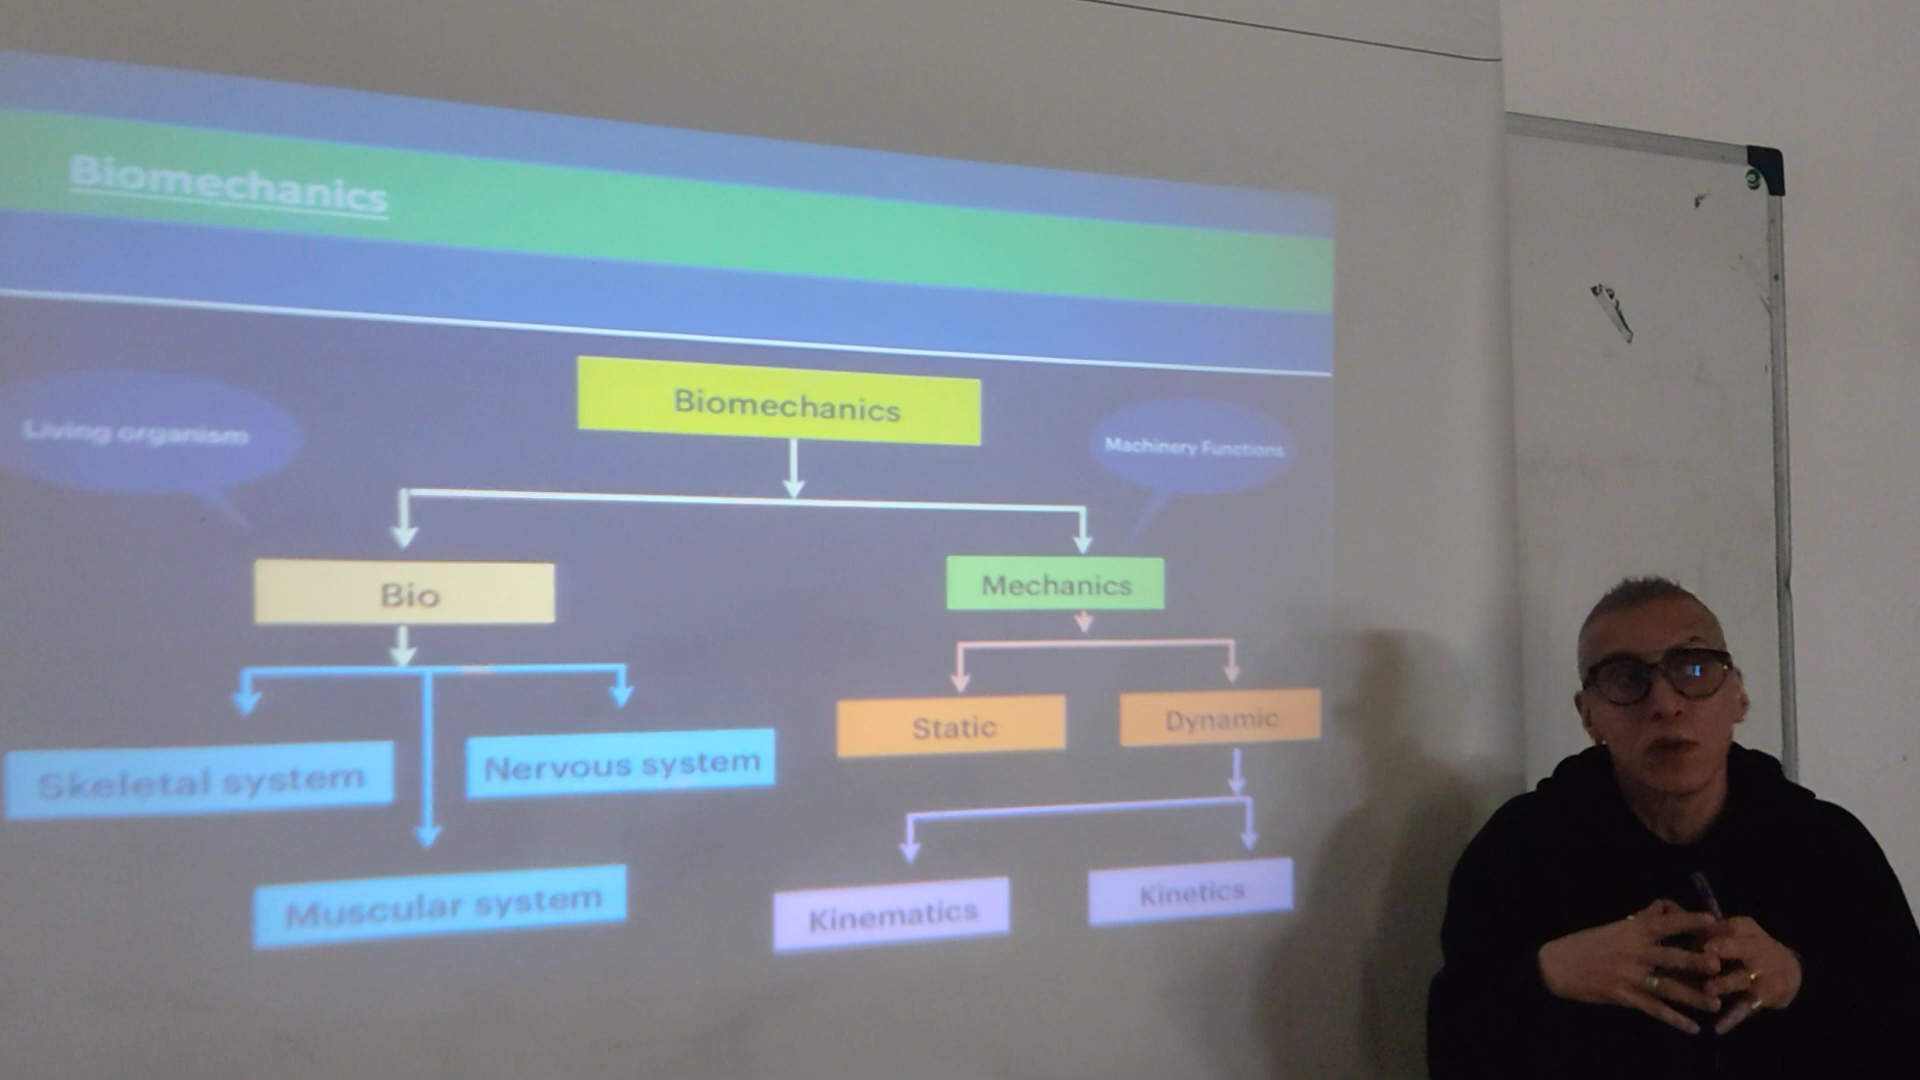 Biomechanics
Biomechanics
Living organism
Machinery Functions
Bio
Mechanics
Static
Dynamic
Skeletal system
Nervous system
Muscular system
Kinematics
Kinetics